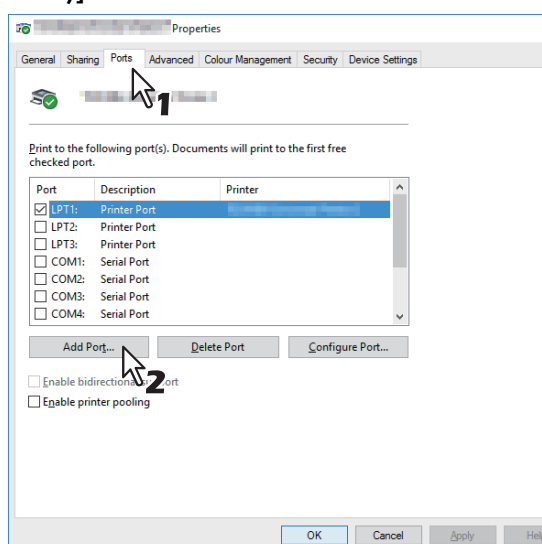 Properties
General Sharing Ports Advanced Colour Management Security Device Settings
1
Print to the following port(s). Documents will print to the first free
checked port.
Port Description Printer
LPT1: Printer Port
LPT2: Printer Port
LPT3: Printer Port
COM1: Serial Port
COM2: Serial Port
COM3: Serial Port
COM4: Serial Port
Add Port... Delete Port Configure Port...
2
Enable bidirectional support
Enable printer pooling
OK Cancel Apply